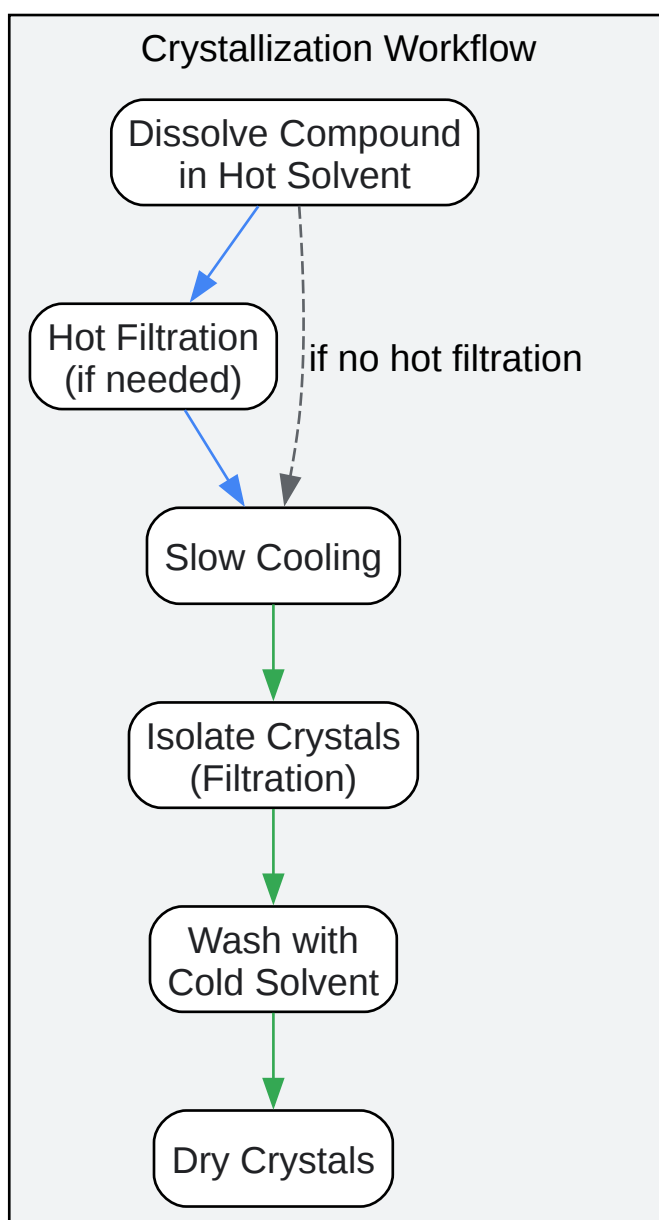 Crystallization Workflow
Dissolve Compound
in Hot Solvent
Hot Filtration
(if needed)
if no hot filtration
Slow Cooling
Isolate Crystals
(Filtration)
Wash with
Cold Solvent
Dry Crystals